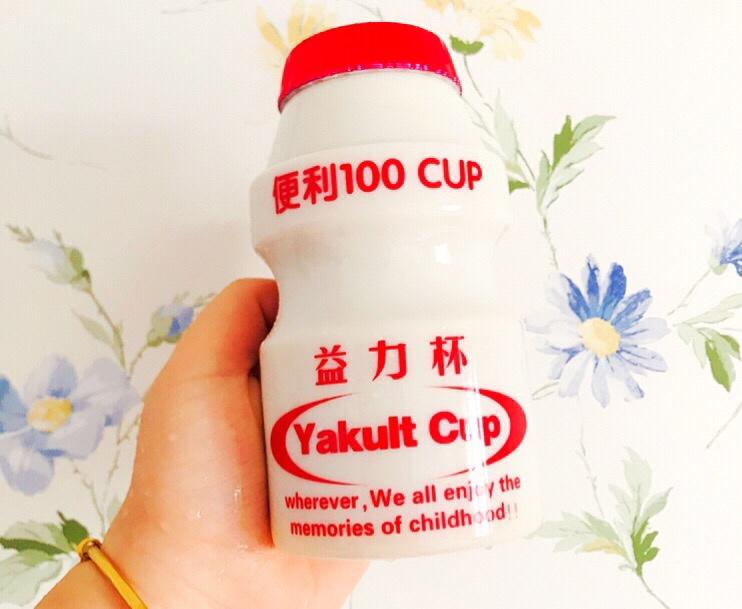 便利100 CUP
益力杯
Yakult Cup
wherever,We all enjoy the
memories of childhood!!